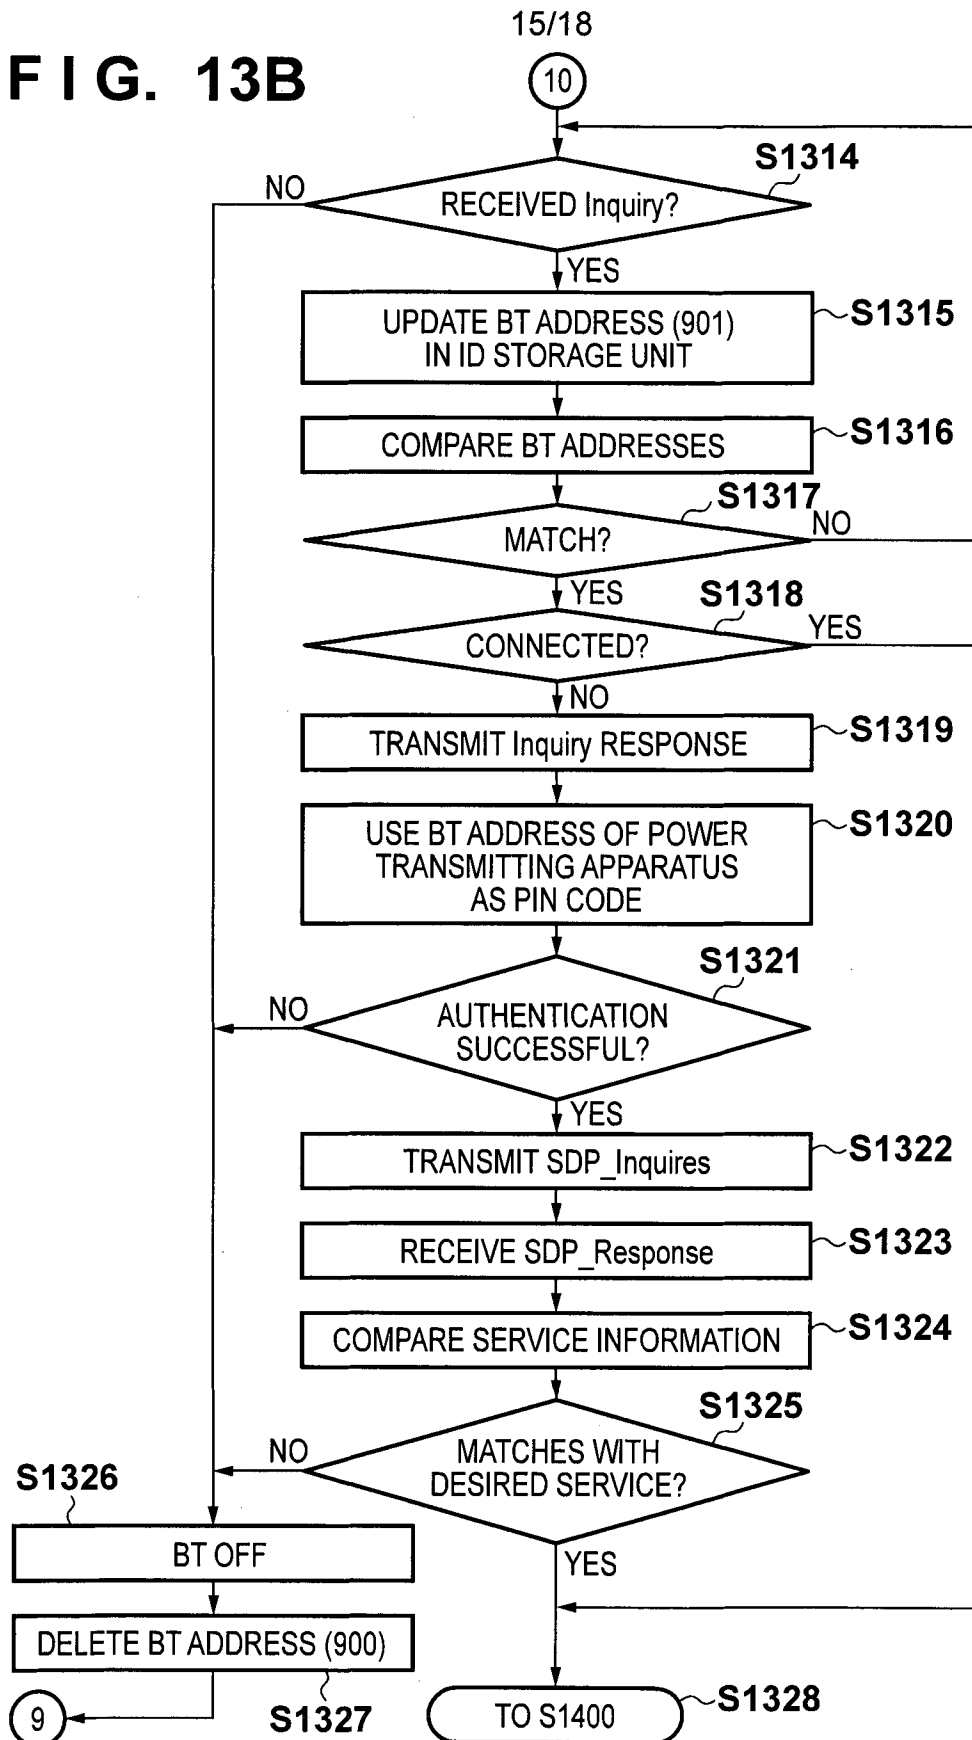 15/18
FIG. 13B
10
S1314
NO
RECEIVED Inquiry?
YES
UPDATE BT ADDRESS (901)
IN ID STORAGE UNIT
S1315
COMPARE BT ADDRESSES
S1316
S1317
MATCH?
NO
YES
S1318
CONNECTED?
YES
NO
TRANSMIT Inquiry RESPONSE
S1319
USE BT ADDRESS OF POWER
TRANSMITTING APPARATUS
AS PIN CODE
S1320
S1321
NO
AUTHENTICATION
SUCCESSFUL?
YES
TRANSMIT SDP_Inquires
S1322
RECEIVE SDP_Response
S1323
COMPARE SERVICE INFORMATION
S1324
S1325
NO
MATCHES WITH
DESIRED SERVICE?
YES
S1326
BT OFF
DELETE BT ADDRESS (900)
S1327
9
TO S1400
S1328